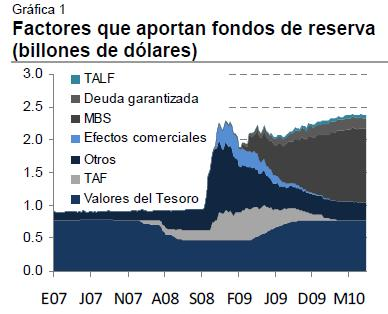 Gráfica 1
Factores que aportan fondos de reserva
(billones de dólares)
3.0
2.5
2.0
1.5
1.0
0.5
0.0
TALF
Deuda garantizada
MBS
Efectos comerciales
Otros
TAF
Valores del Tesoro
E07 J07 N07 A08 S08 F09 J09 D09 M10